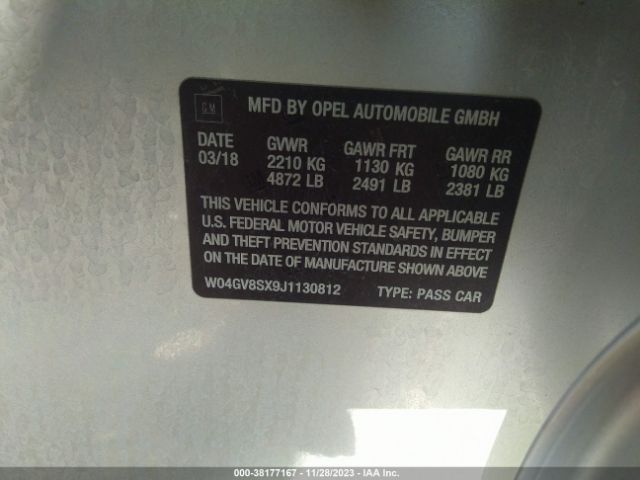 GM
MFD BY OPEL AUTOMOBILE GMBH
DATE GVWR GAWR FRT GAWR RR
03/18 2210 KG 1130 KG 1080 KG
4872 LB 2491 LB 2381 LB
THIS VEHICLE CONFORMS TO ALL APPLICABLE
U.S. FEDERAL MOTOR VEHICLE SAFETY, BUMPER
AND THEFT PREVENTION STANDARDS IN EFFECT
ON THE DATE OF MANUFACTURE SHOWN ABOVE
W04GV8SX9J1130812 TYPE: PASS CAR
000-38177167 - 11/28/2023 - IAA Inc.